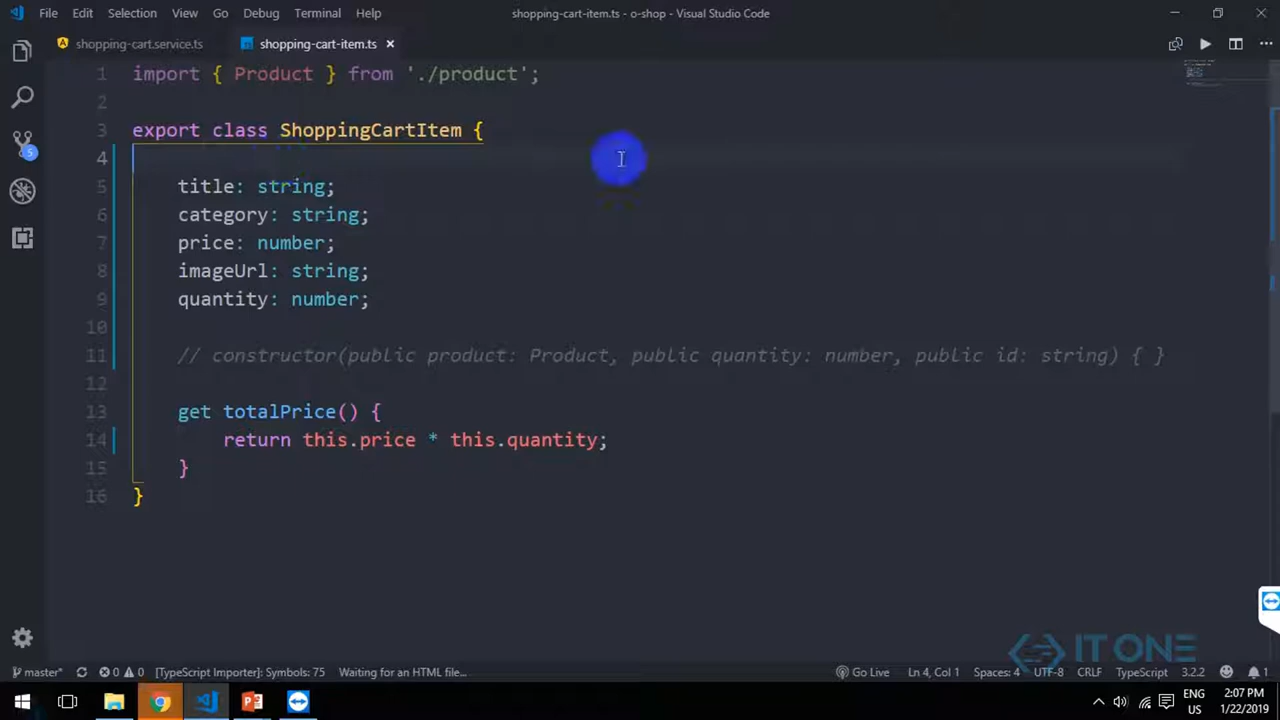 File Edit Selection View Go Debug Terminal Help shopping-cart-item.ts - o-shop - Visual Studio Code
shopping-cart.service.ts shopping-cart-item.ts
1 import { Product } from './product';
2
3 export class ShoppingCartItem {
4
5 title: string;
6 category: string;
7 price: number;
8 imageUrl: string;
9 quantity: number;
10
11 // constructor(public product: Product, public quantity: number, public id: string) { }
12
13 get totalPrice() {
14 return this.price * this.quantity;
15 }
16 }
5
IT ONE
master* 0 0 [TypeScript Importer]: Symbols: 75 Waiting for an HTML file... Go Live Ln 4, Col 1 Spaces: 4 UTF-8 CRLF TypeScript 3.2.2 1
ENG 2:07 PM
US 1/22/2019